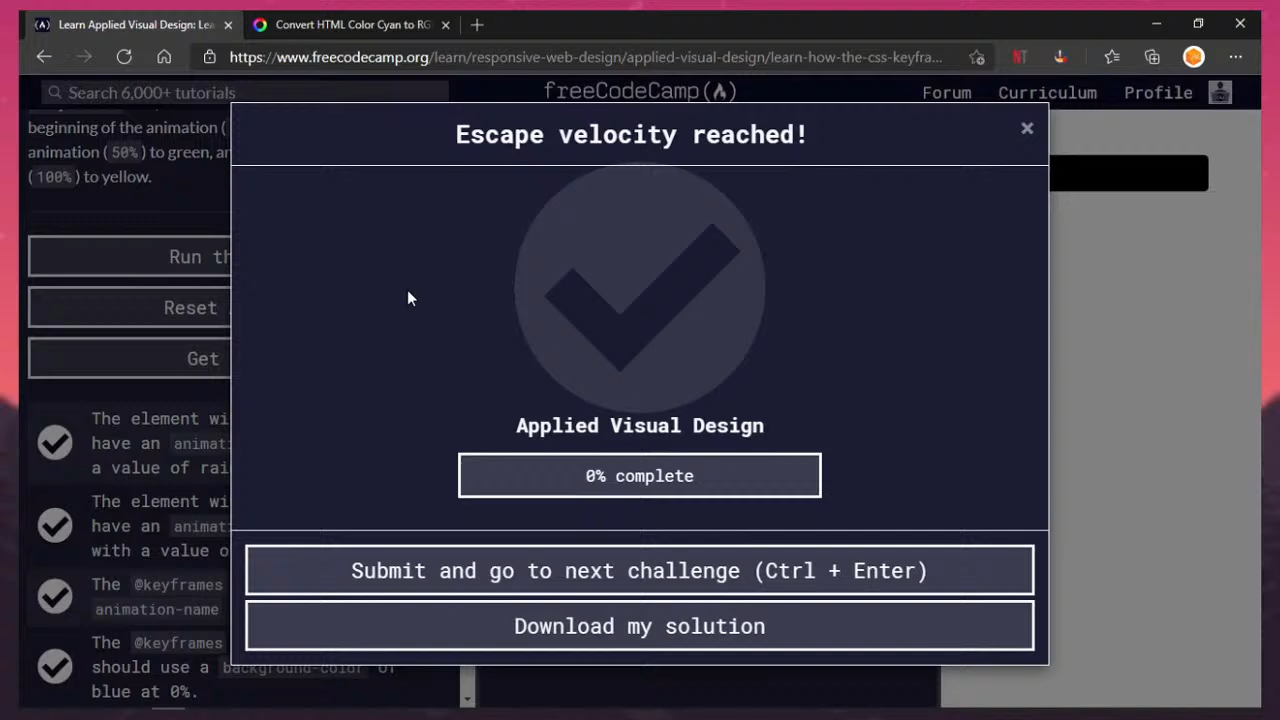 Learn Applied Visual Design: Lea
Convert HTML Color Cyan to RG
https://www.freecodecamp.org/learn/responsive-web-design/applied-visual-design/learn-how-the-css-keyfra...
NT
Search 6,000+ tutorials
freeCodeCamp
Forum
Curriculum
Profile
beginning of the animation (
animation ( 50% ) to green, an
( 100% ) to yellow.
Run th
Reset
Get
The element wi
have an animati
a value of rai
The element wi
have an animat
with a value o
The @keyframes
animation-name
The @keyframes
should use a background-color of
blue at 0%.
Escape velocity reached!
Applied Visual Design
0% complete
Submit and go to next challenge (Ctrl + Enter)
Download my solution